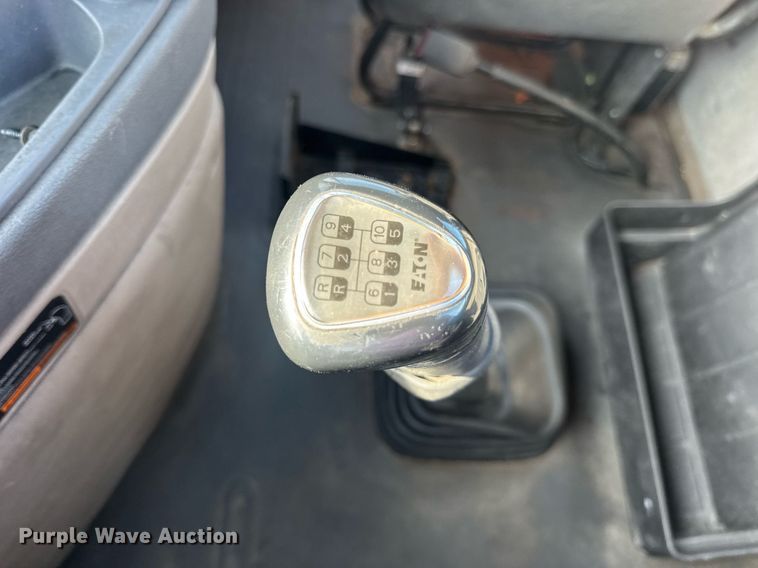 R 7 9
R 2 4
6 8 10
1 3 5
EATON
Purple Wave Auction